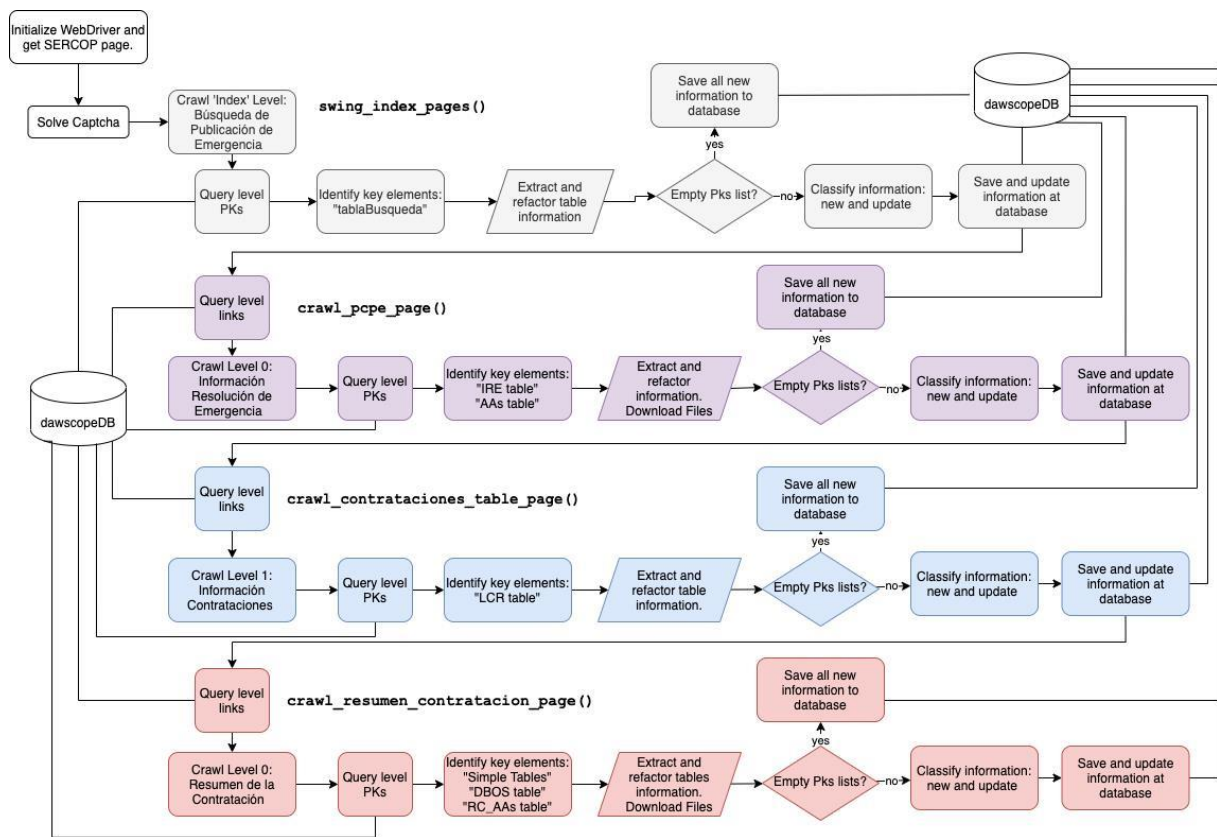 Initialize WebDriver and
get SERCOP page.
Solve Captcha
Crawl 'Index' Level:
Búsqueda de
Publicación de
Emergencia
swing_index_pages()
Save all new
information to
database
dawscopeDB
yes
Query level
PKs
Identify key elements:
"tablaBusqueda"
Extract and
refactor table
information
Empty Pks list?
no
Classify information:
new and update
Save and update
information at
database
Query level
links
crawl_pcpe_page()
Save all new
information to
database
yes
Crawl Level 0:
Información
Resolución de
Emergencia
Query level
PKs
Identify key elements:
"IRE table"
"AAs table"
Extract and
refactor
information.
Download Files
Empty Pks lists?
no
Classify information:
new and update
Save and update
information at
database
dawscopeDB
Query level
links
crawl_contrataciones_table_page()
Save all new
information to
database
yes
Crawl Level 1:
Información
Contrataciones
Query level
PKs
Identify key elements:
"LCR table"
Extract and
refactor table
information.
Empty Pks lists?
no
Classify information:
new and update
Save and update
information at
database
Query level
links
crawl_resumen_contratacion_page()
Save all new
information to
database
yes
Crawl Level 0:
Resumen de la
Contratación
Query level
PKs
Identify key elements:
"Simple Tables"
"DBOS table"
"RC_AAs table"
Extract and
refactor tables
information.
Download Files
Empty Pks lists?
no
Classify information:
new and update
Save and update
information at
database